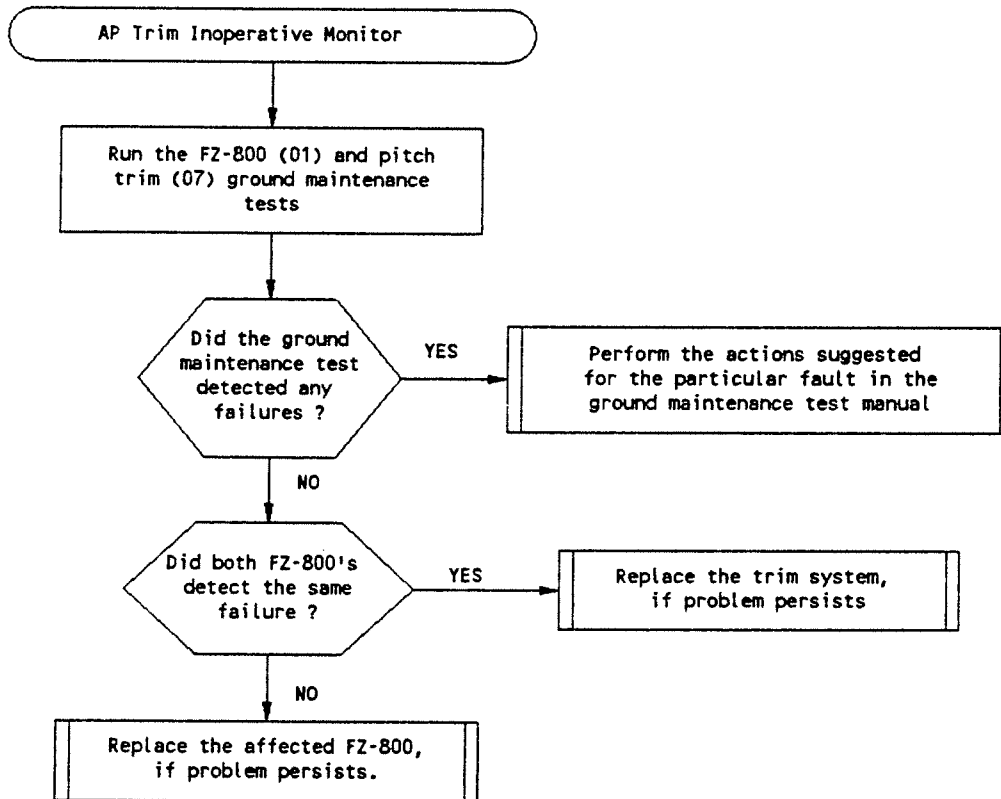 AP Trim Inoperative Monitor
Run the FZ-800 (01) and pitch
trim (07) ground maintenance
tests
Did the ground
maintenance test
detected any
failures ?
YES
Perform the actions suggested
for the particular fault in the
ground maintenance test manual
NO
Did both FZ-800's
detect the same
failure ?
YES
Replace the trim system,
if problem persists
NO
Replace the affected FZ-800,
if problem persists.